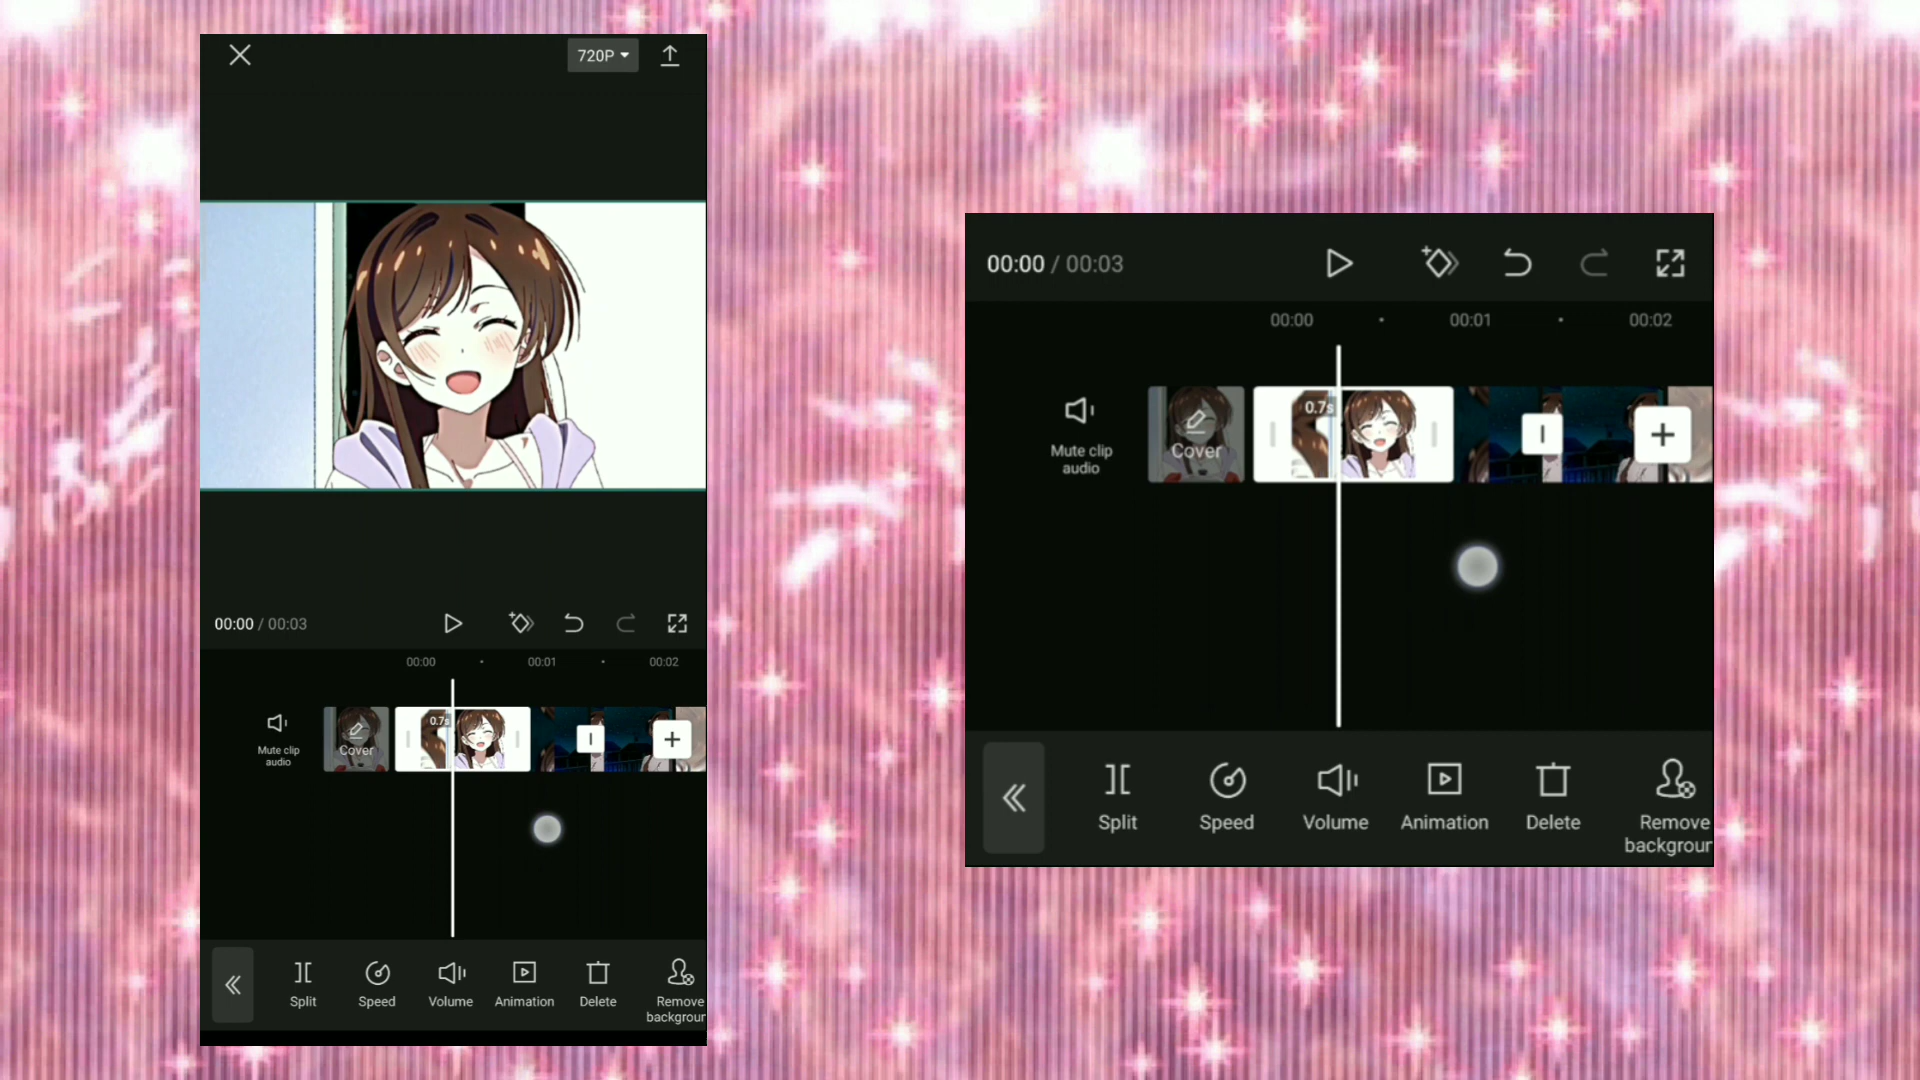 720P
00:00 / 00:03
00:00
00:01
00:02
Mute clip
audio
Cover
0.7s
Split
Speed
Volume
Animation
Delete
Remove
backgrour
00:00 / 00:03
00:00
00:01
00:02
Mute clip
audio
Cover
0.7s
Split
Speed
Volume
Animation
Delete
Remove
backgrour